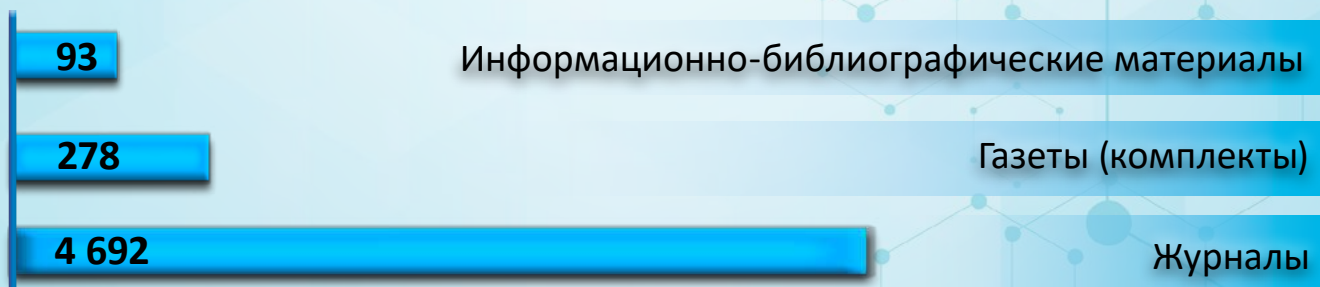 93 Информационно-библиографические материалы
278 Газеты (комплекты)
4 692 Журналы